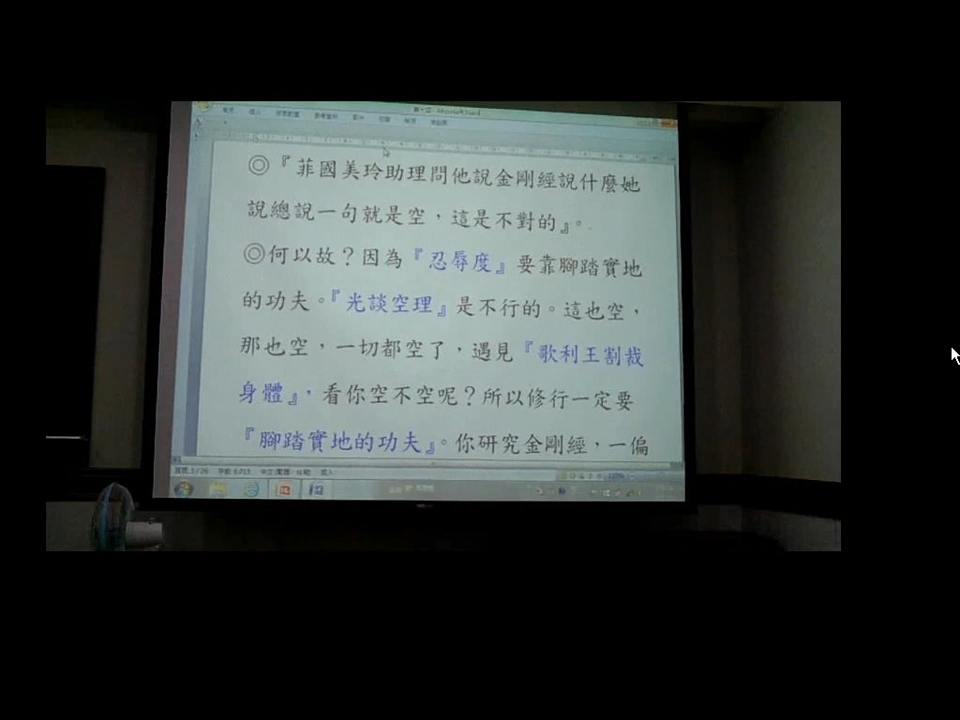 ◎『菲國美玲助理問他說金剛經說什麼她
說總說一句就是空，這是不對的』。
◎何以故？因為『忍辱度』要靠腳踏實地
的功夫。『光談空理』是不行的。這也空，
那也空，一切都空了，遇見『歌利王割裁
身體』，看你空不空呢？所以修行一定要
『腳踏實地的功夫』。你研究金剛經，一偏